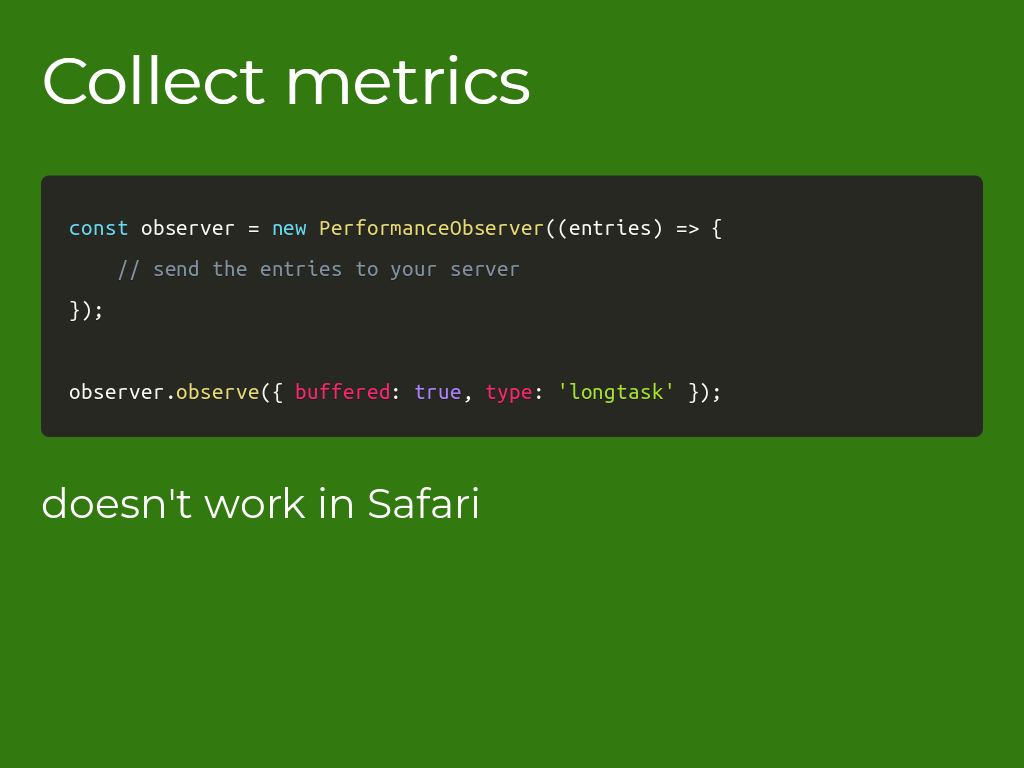 Collect metrics
const observer = new PerformanceObserver((entries) => {
    // send the entries to your server
});
observer.observe({ buffered: true, type: 'longtask' });
doesn't work in Safari